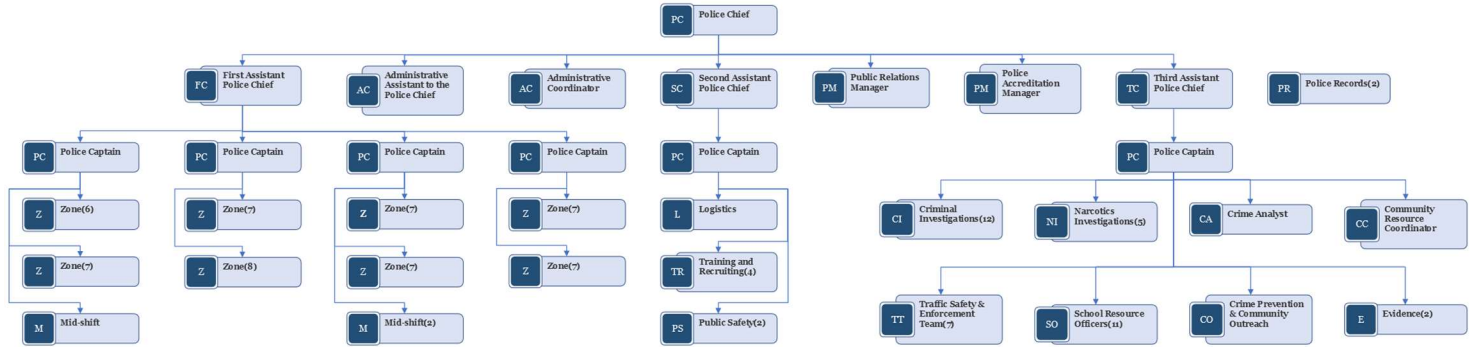 PC
Police Chief
FC
First Assistant
Police Chief
AC
Administrative
Assistant to the
Police Chief
AC
Administrative
Coordinator
SC
Second Assistant
Police Chief
PM
Public Relations
Manager
PM
Police
Accreditation
Manager
TC
Third Assistant
Police Chief
PR
Police Records(2)
PC
Police Captain
PC
Police Captain
PC
Police Captain
PC
Police Captain
PC
Police Captain
PC
Police Captain
Z
Zone(6)
Z
Zone(7)
Z
Zone(7)
Z
Zone(7)
L
Logistics
CI
Criminal
Investigations(12)
NI
Narcotics
Investigations(5)
CA
Crime Analyst
CC
Community
Resource
Coordinator
Z
Zone(7)
Z
Zone(8)
Z
Zone(7)
Z
Zone(7)
TR
Training and
Recruiting(4)
M
Mid-shift
M
Mid-shift(2)
PS
Public Safety(2)
TT
Traffic Safety &
Enforcement
Team(7)
SO
School Resource
Officers(11)
CO
Crime Prevention
& Community
Outreach
E
Evidence(2)